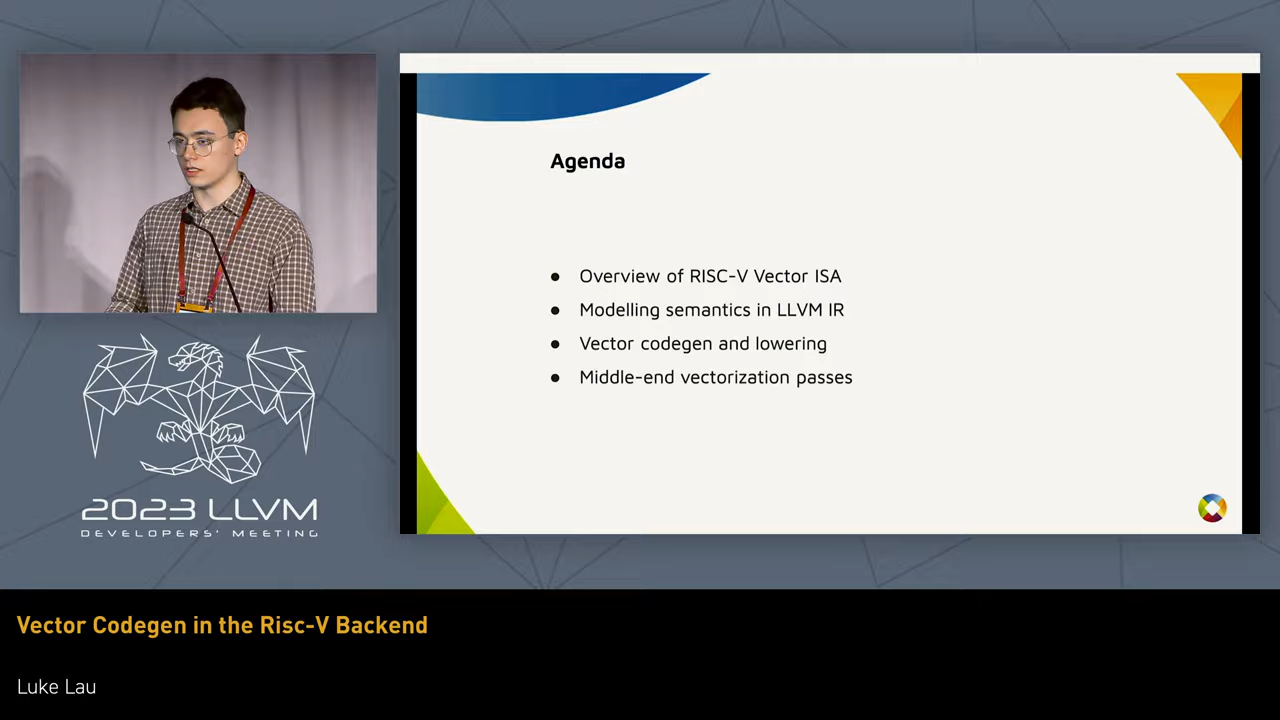 Agenda
● Overview of RISC-V Vector ISA
● Modelling semantics in LLVM IR
● Vector codegen and lowering
● Middle-end vectorization passes
2023 LLVM
DEVELOPERS' MEETING
Vector Codegen in the Risc-V Backend
Luke Lau